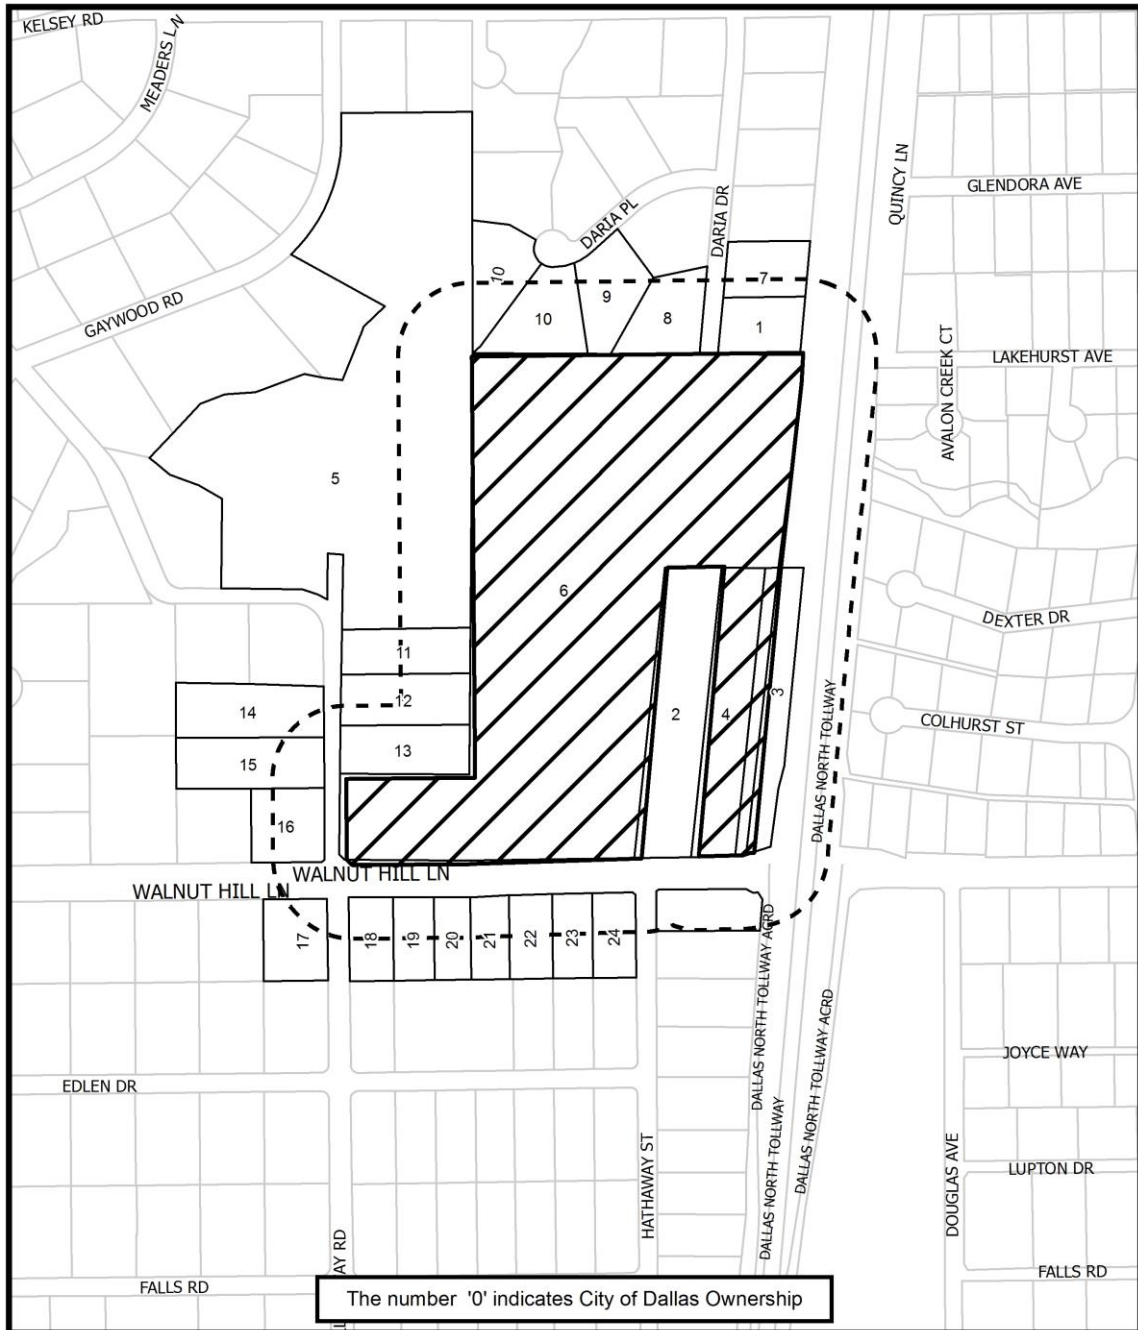 KELSEY RD
MEADERS LN
QUINCY LN
GLENDORA AVE
DARIA PL
DARIA DR
10
7
9
GAYWOOD RD
10
8
1
AVALON CREEK CT
LAKEHURST AVE
5
6
DEXTER DR
11
12
14
2
4
3
COLHURST ST
13
15
DALLAS NORTH TOLLWAY
16
WALNUT HILL LN
WALNUT HILL LN
17
18
19
20
21
22
23
24
DALLAS NORTH TOLLWAY ACRD
DALLAS NORTH TOLLWAY ACRD
JOYCE WAY
EDLEN DR
HATHAWAY ST
DALLAS NORTH TOLLWAY
DOUGLAS AVE
LUPTON DR
AY RD
FALLS RD
FALLS RD
The number '0' indicates City of Dallas Ownership